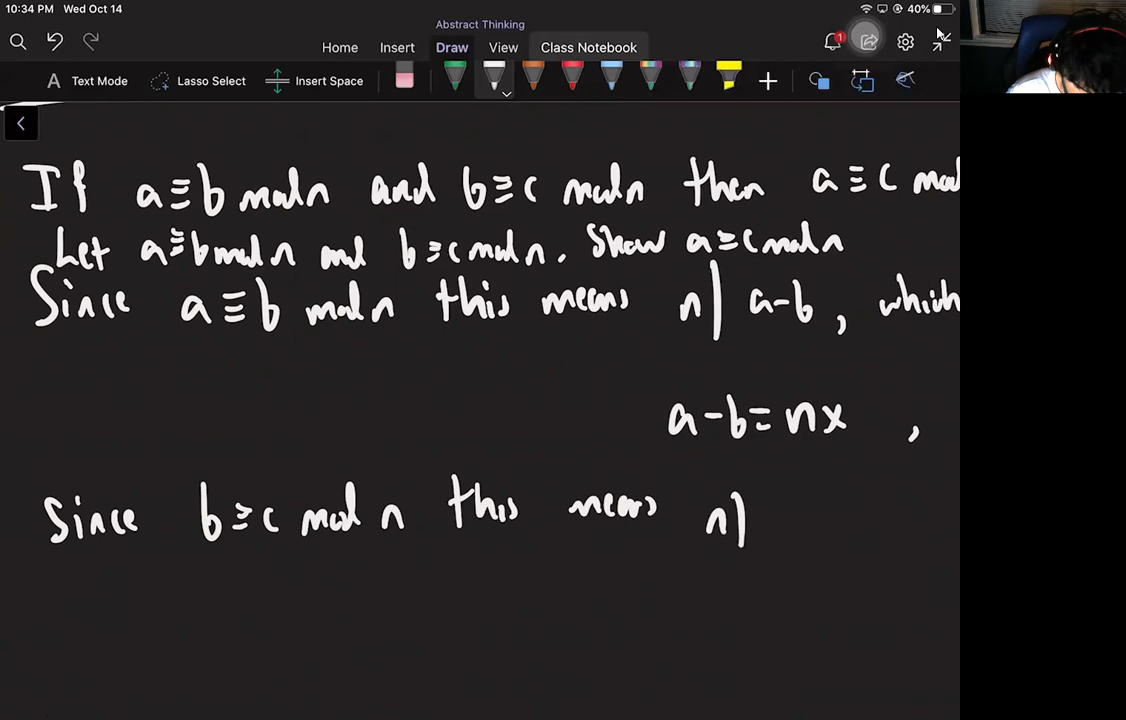 10:34 PM Wed Oct 14
40%
Abstract Thinking
Home Insert Draw View Class Notebook
1
A Text Mode Lasso Select Insert Space
If a≡b mod n and b≡c mod n then a≡c mod
Let a≡b mod n and b≡c mod n. Show a≡c mod n
Since a≡b mod n this means n| a-b, which
a-b=nx ,
Since b≡c mod n this means n|